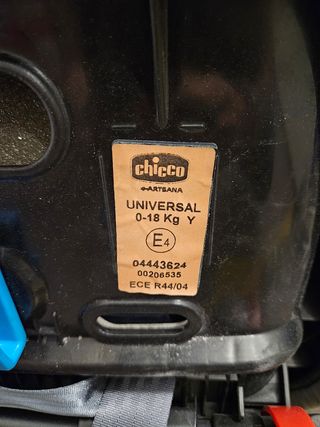 chicco
ARTSANA
UNIVERSAL
0-18 Kg Y
E4
04443624
00206535
ECE R44/04